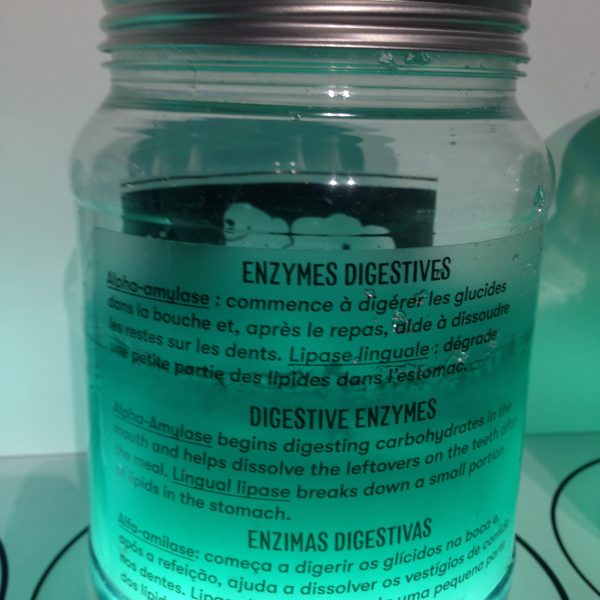 ENZYMES DIGESTIVES
Alpha-amylase : commence à digérer les glucides
dans la bouche et, après le repas, aide à dissoudre
les restes sur les dents. Lipase linguale : dégrade
une petite partie des lipides dans l'estomac.
DIGESTIVE ENZYMES
Alpha-Amylase begins digesting carbohydrates in the
mouth and helps dissolve the leftovers on the teeth after
the meal. Lingual lipase breaks down a small portion
of lipids in the stomach.
ENZIMAS DIGESTIVAS
Alfa-amilase: começa a digerir os glícidos na boca e,
após a refeição, ajuda a dissolver os vestígios de comida
nos dentes. uma pequena parte
dos